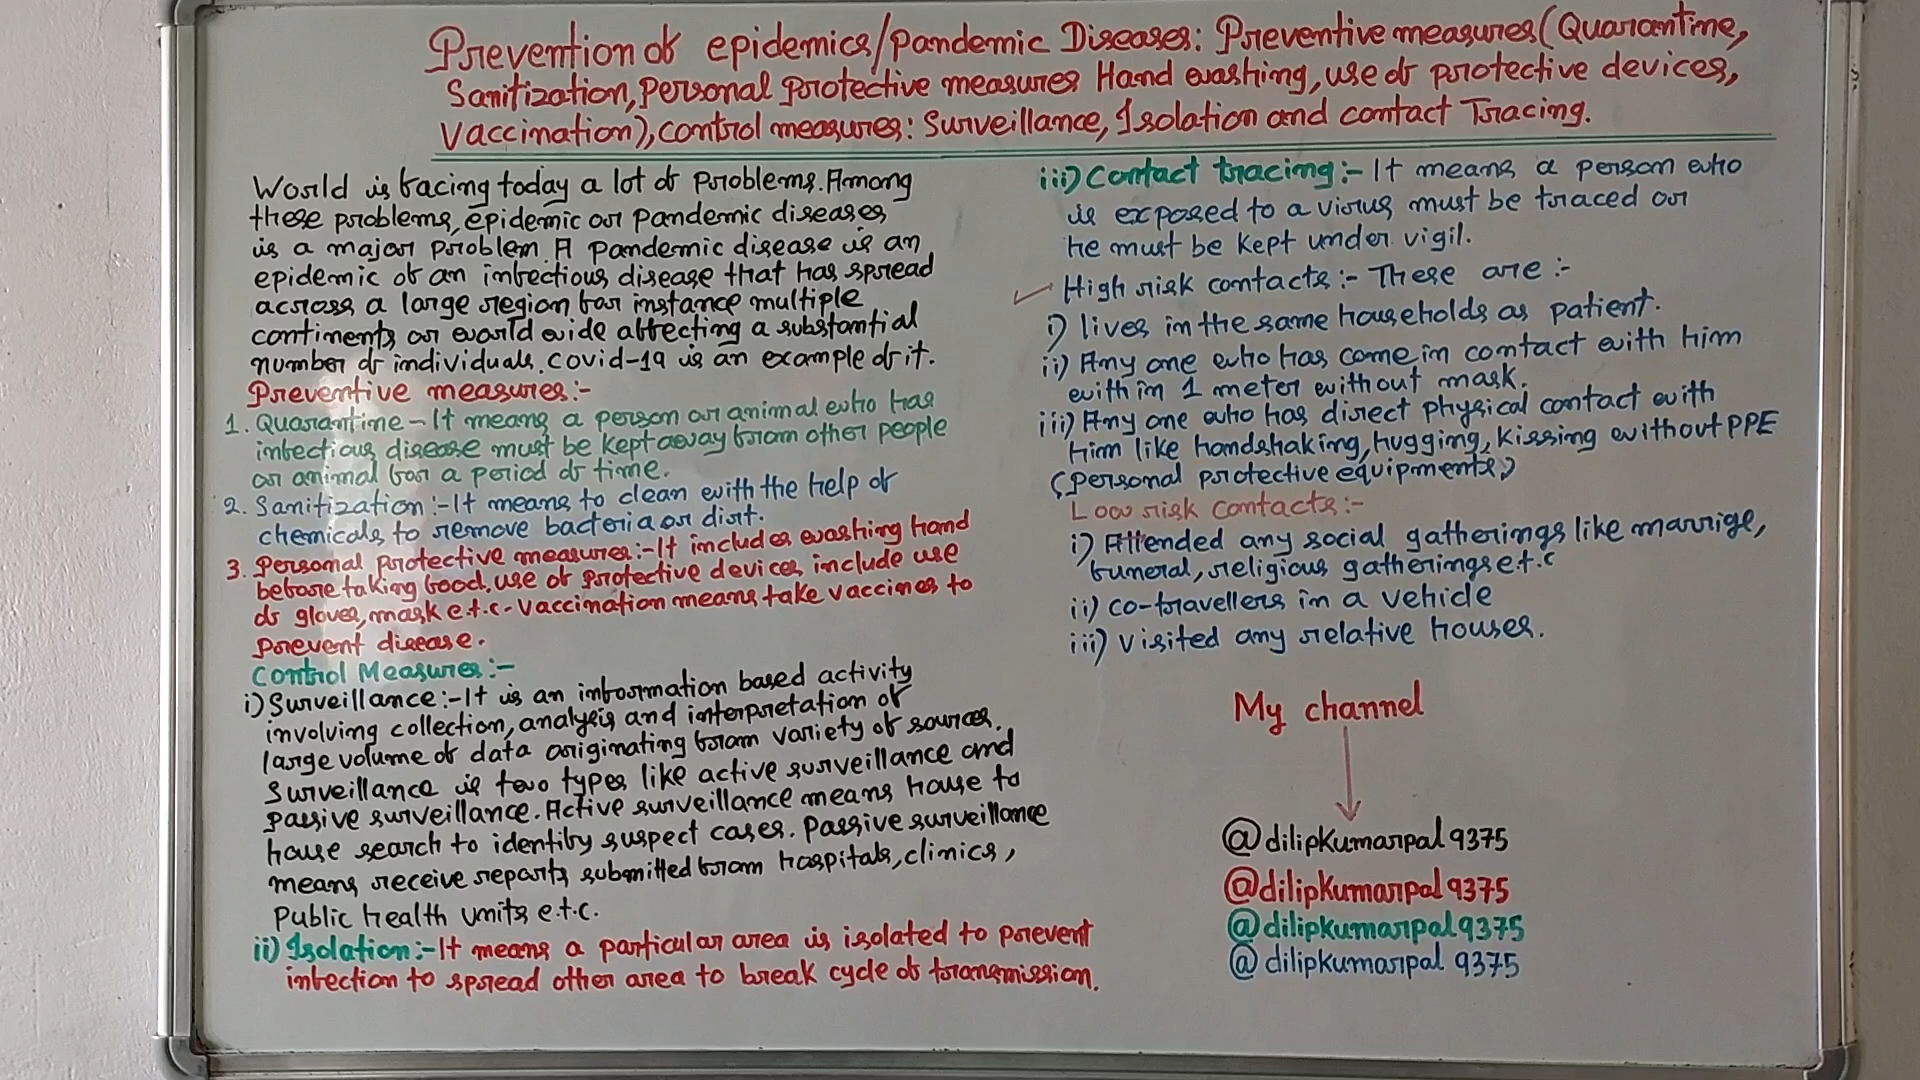 Prevention of epidemics/pandemic Diseases: Preventive measures(Quarantine,
Sanitization, Personal Protective measures Hand washing, use of protective devices,
Vaccination), control measures: Surveillance, Isolation and contact Tracing.
World is facing today a lot of problems. Among
these problems, epidemic or pandemic diseases
is a major problem. A pandemic disease is an
epidemic of an infectious disease that has spread
across a large region for instance multiple
continents or world wide affecting a substantial
number of individuals. covid-19 is an example of it.
Preventive measures:-
1. Quarantine - It means a person or animal who has
infectious disease must be kept away from other people
or animal for a period of time.
2. Sanitization :- It means to clean with the help of
chemicals to remove bacteria or dirt.
3. Personal protective measures:- It includes washing hand
before taking food. use of protective devices include use
of gloves, mask e.t.c. Vaccination means take vaccines to
prevent disease.
Control Measures:-
i) Surveillance:- It is an information based activity
involving collection, analysis and interpretation of
large volume of data originating from variety of sources.
Surveillance is two types like active surveillance and
passive surveillance. Active surveillance means house to
house search to identify suspect cases. Passive surveillance
means receive reports submitted from hospitals, clinics,
public health units e.t.c.
ii) Isolation:- It means a particular area is isolated to prevent
infection to spread other area to break cycle of transmission.
iii) Contact tracing:- It means a person who
is exposed to a virus must be traced or
he must be kept under vigil.
High risk contacts:- These are :-
i) lives in the same households as patient.
ii) Any one who has come in contact with him
with in 1 meter without mask.
iii) Any one who has direct physical contact with
him like handshaking, hugging, kissing without PPE
(personal protective equipments)
Low risk contacts:-
i) Attended any social gatherings like marrige,
funeral, religious gatherings e.t.c
ii) co-travellers in a vehicle
iii) visited any relative houses.
My channel
@dilipkumarpal9375
@dilipkumarpal9375
@dilipkumarpal9375
@dilipkumarpal 9375